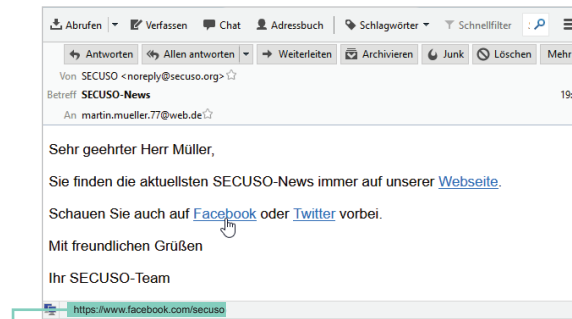 Abrufen Verfassen Chat Adressbuch Schlagwörter Schnellfilter
Antworten Allen antworten Weiterleiten Archivieren Junk Löschen Mehr
Von SECUSO <noreply@secuso.org>
Betreff SECUSO-News 19:
An martin.mueller.77@web.de
Sehr geehrter Herr Müller,
Sie finden die aktuellsten SECUSO-News immer auf unserer Webseite.
Schauen Sie auch auf Facebook oder Twitter vorbei.
Mit freundlichen Grüßen
Ihr SECUSO-Team
https://www.facebook.com/secuso